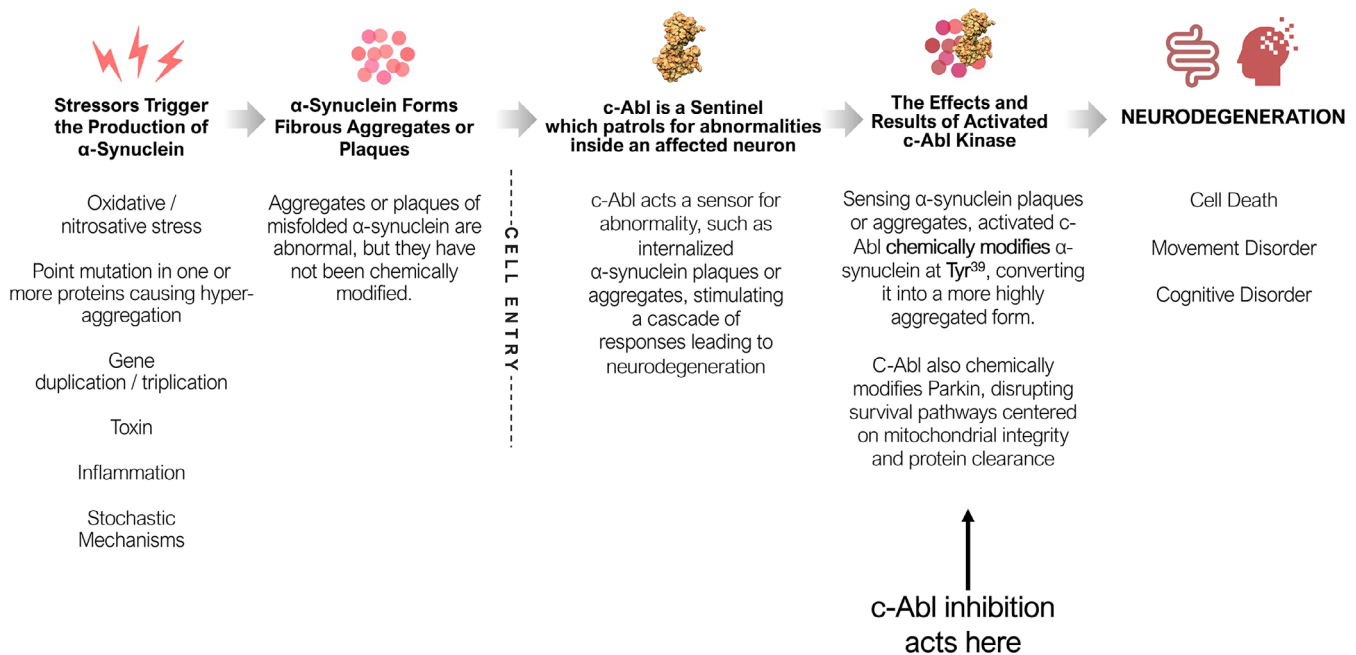 Stressors Trigger
the Production of
α-Synuclein
Oxidative /
nitrosative stress
Point mutation in one or
more proteins causing hyper-
aggregation
Gene
duplication / triplication
Toxin
Inflammation
Stochastic
Mechanisms
α-Synuclein Forms
Fibrous Aggregates or
Plaques
Aggregates or plaques of
misfolded α-synuclein are
abnormal, but they have
not been chemically
modified.
CELL ENTRY
c-Abl is a Sentinel
which patrols for abnormalities
inside an affected neuron
c-Abl acts a sensor for
abnormality, such as
internalized
α-synuclein plaques or
aggregates, stimulating
a cascade of
responses leading to
neurodegeneration
The Effects and
Results of Activated
c-Abl Kinase
Sensing α-synuclein plaques
or aggregates, activated c-
Abl chemically modifies α-
synuclein at Tyr³⁹, converting
it into a more highly
aggregated form.
C-Abl also chemically
modifies Parkin, disrupting
survival pathways centered
on mitochondrial integrity
and protein clearance
c-Abl inhibition
acts here
NEURODEGENERATION
Cell Death
Movement Disorder
Cognitive Disorder